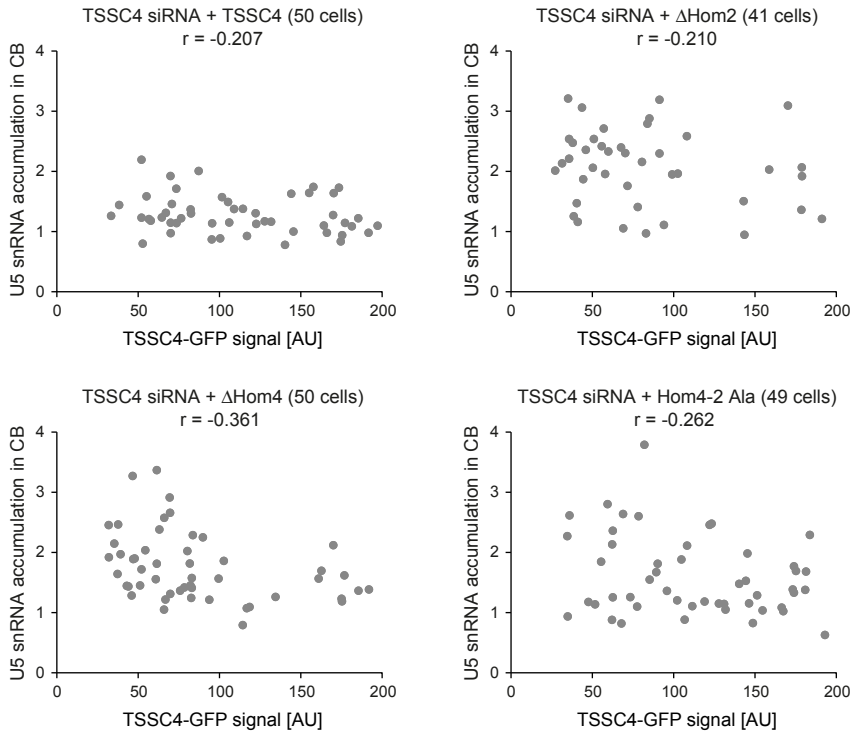 TSSC4 siRNA + TSSC4 (50 cells)
r = -0.207
4
3
2
1
0
U5 snRNA accumulation in CB
0
50
100
150
200
TSSC4-GFP signal [AU]
TSSC4 siRNA + ΔHom2 (41 cells)
r = -0.210
4
3
2
1
0
U5 snRNA accumulation in CB
0
50
100
150
200
TSSC4-GFP signal [AU]
TSSC4 siRNA + ΔHom4 (50 cells)
r = -0.361
4
3
2
1
0
U5 snRNA accumulation in CB
0
50
100
150
200
TSSC4-GFP signal [AU]
TSSC4 siRNA + Hom4-2 Ala (49 cells)
r = -0.262
4
3
2
1
0
U5 snRNA accumulation in CB
0
50
100
150
200
TSSC4-GFP signal [AU]